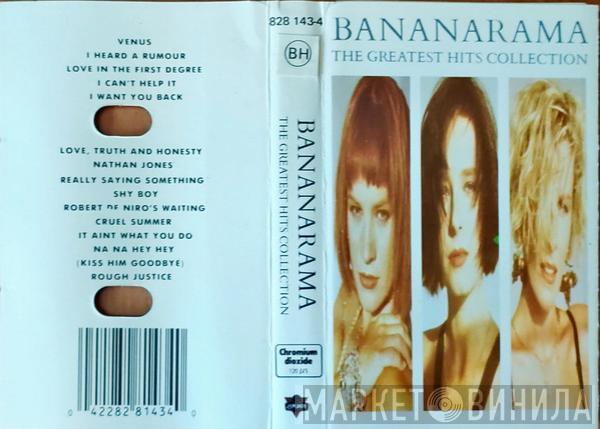 VENUS
I HEARD A RUMOUR
LOVE IN THE FIRST DEGREE
I CAN'T HELP IT
I WANT YOU BACK
LOVE, TRUTH AND HONESTY
NATHAN JONES
REALLY SAYING SOMETHING
SHY BOY
ROBERT DE NIRO'S WAITING
CRUEL SUMMER
IT AINT WHAT YOU DO
NA NA HEY HEY
(KISS HIM GOODBYE)
ROUGH JUSTICE
0 42282 81434 0
828 143-4
BH
BANANARAMA
THE GREATEST HITS COLLECTION
Chromium
dioxide
120 µs
BANANARAMA
THE GREATEST HITS COLLECTION
МАРКЕТ ВИНИЛА